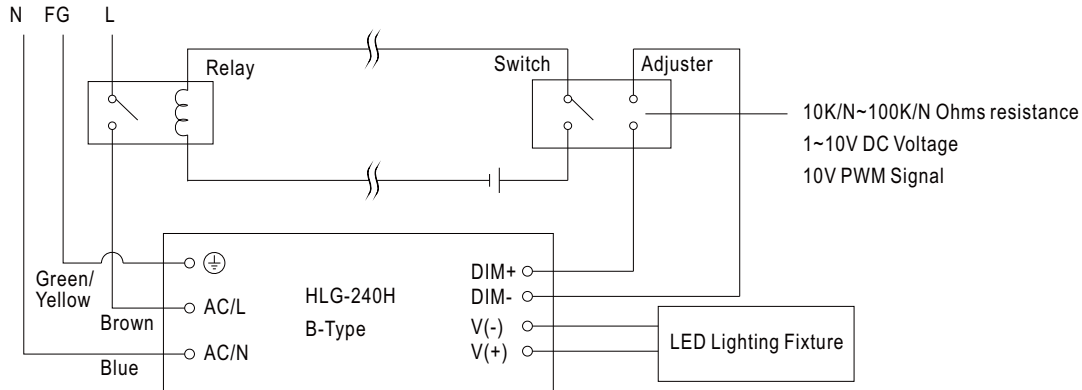 N FG L
Relay
Switch
Adjuster
10K/N~100K/N Ohms resistance
1~10V DC Voltage
10V PWM Signal
Green/
Yellow
Brown
Blue
AC/L
AC/N
HLG-240H
B-Type
DIM+
DIM-
V(-)
V(+)
LED Lighting Fixture